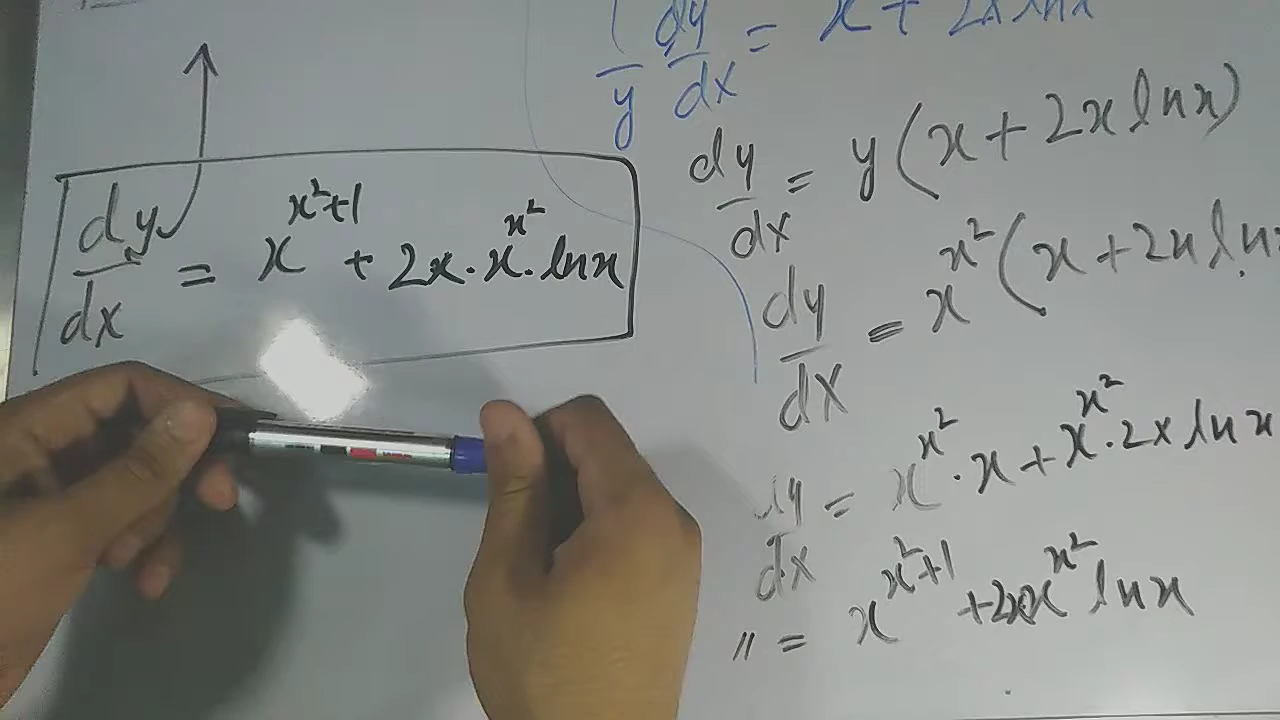 dy/dx = x^(x²+1) + 2x · x^(x²) · ln x
1/y dy/dx = x + 2x ln x
dy/dx = y(x + 2x ln x)
dy/dx = x^(x²) (x + 2x ln
dy/dx = x^(x²) · x + x^(x²) · 2x ln x
〃 = x^(x²+1) + 2x x^(x²) ln x